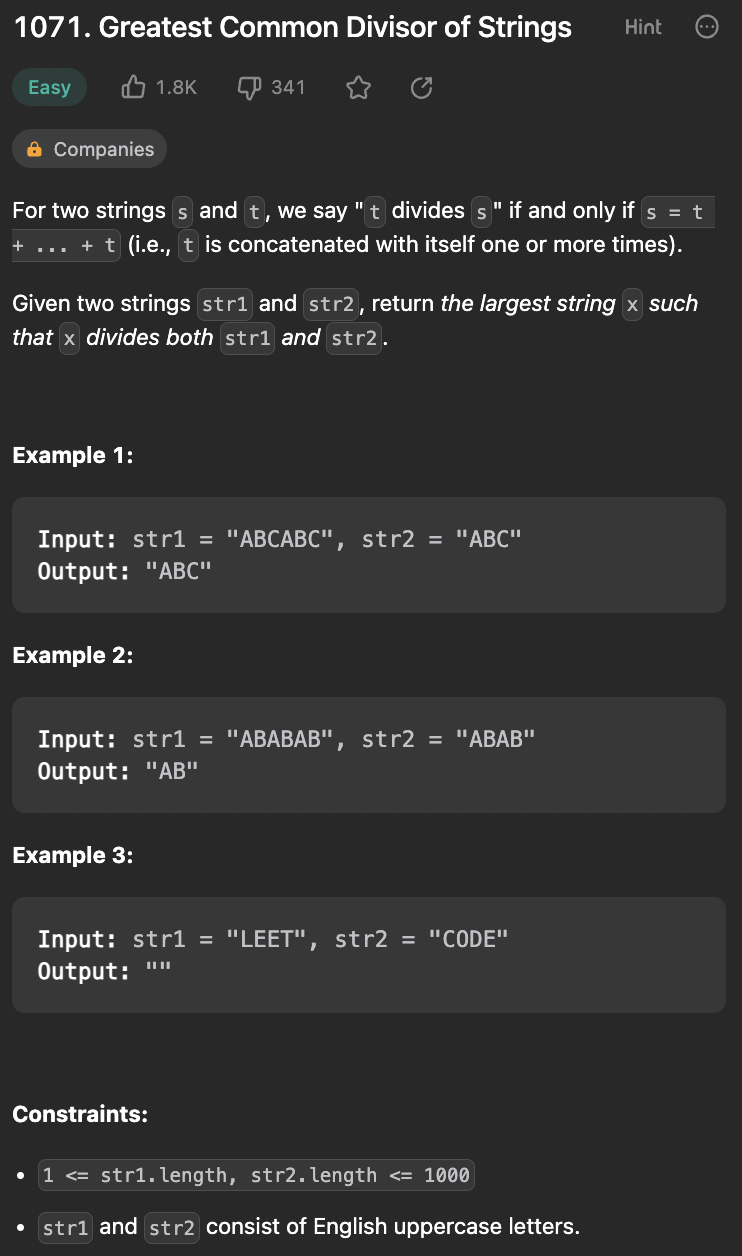 1071. Greatest Common Divisor of Strings Hint
Easy 1.8K 341
Companies
For two strings s and t, we say "t divides s" if and only if s = t
+ ... + t (i.e., t is concatenated with itself one or more times).
Given two strings str1 and str2, return the largest string x such
that x divides both str1 and str2.
Example 1:
Input: str1 = "ABCABC", str2 = "ABC"
Output: "ABC"
Example 2:
Input: str1 = "ABABAB", str2 = "ABAB"
Output: "AB"
Example 3:
Input: str1 = "LEET", str2 = "CODE"
Output: ""
Constraints:
• 1 <= str1.length, str2.length <= 1000
• str1 and str2 consist of English uppercase letters.